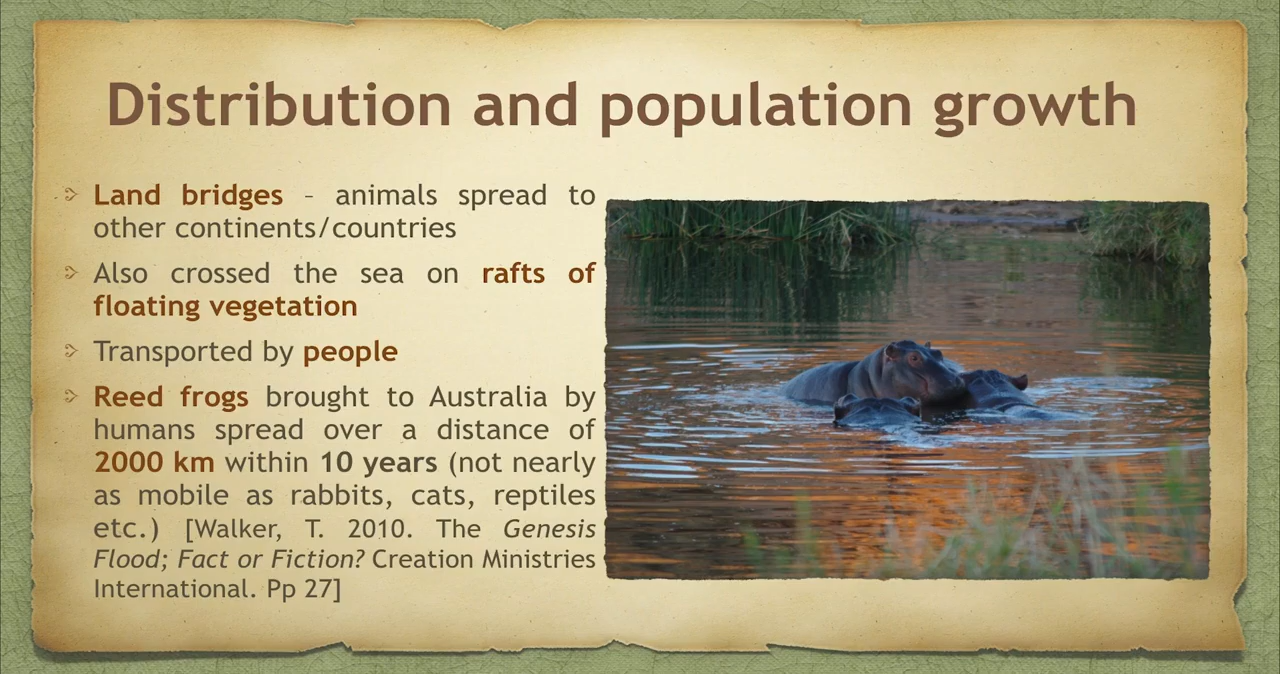 Distribution and population growth
Land bridges – animals spread to
other continents/countries
Also crossed the sea on rafts of
floating vegetation
Transported by people
Reed frogs brought to Australia by
humans spread over a distance of
2000 km within 10 years (not nearly
as mobile as rabbits, cats, reptiles
etc.) [Walker, T. 2010. The Genesis
Flood; Fact or Fiction? Creation Ministries
International. Pp 27]